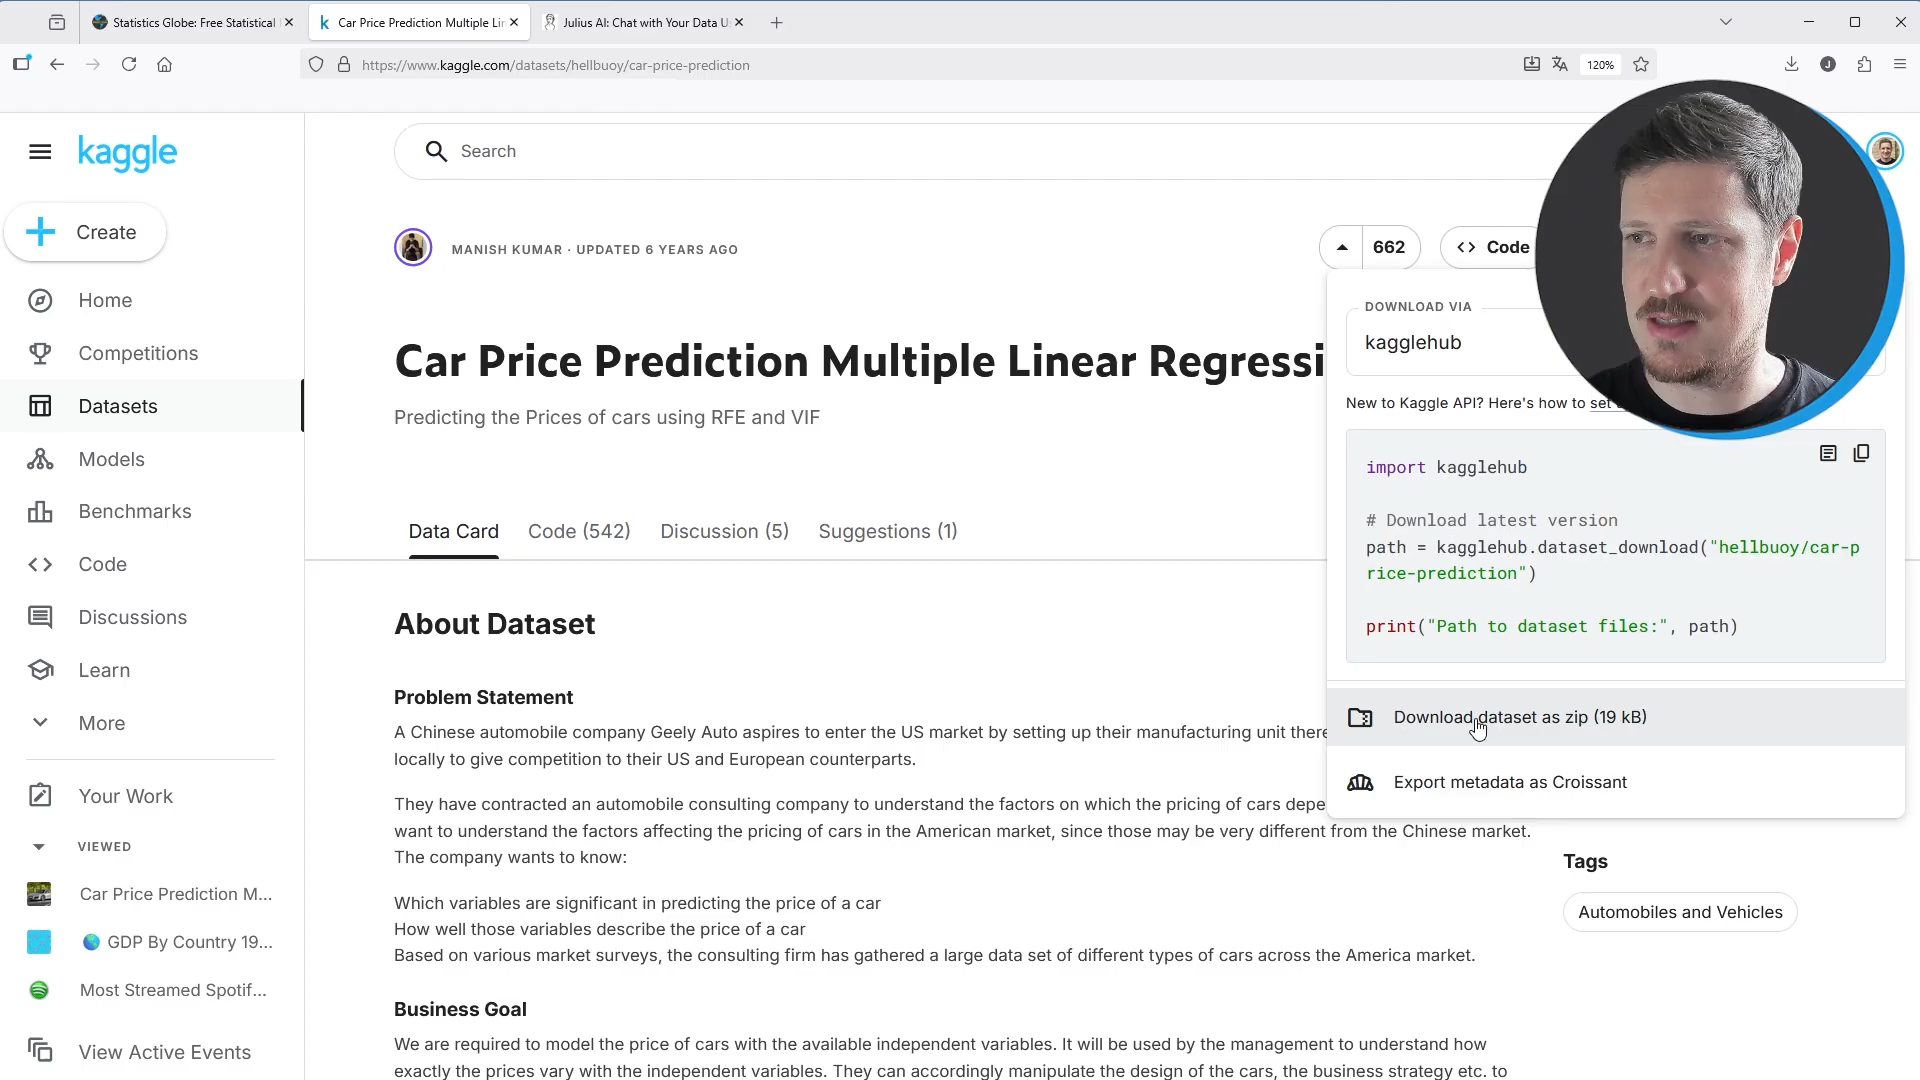 Statistics Globe: Free Statistical
Car Price Prediction Multiple Lin
Julius AI: Chat with Your Data U
https://www.kaggle.com/datasets/hellbuoy/car-price-prediction
120%
J
kaggle
Search
Create
Home
Competitions
Datasets
Models
Benchmarks
Code
Discussions
Learn
More
Your Work
VIEWED
Car Price Prediction M...
GDP By Country 19...
Most Streamed Spotif...
View Active Events
MANISH KUMAR · UPDATED 6 YEARS AGO
662
<> Code
Car Price Prediction Multiple Linear Regressi
Predicting the Prices of cars using RFE and VIF
Data Card
Code (542)
Discussion (5)
Suggestions (1)
About Dataset
Problem Statement
A Chinese automobile company Geely Auto aspires to enter the US market by setting up their manufacturing unit there
locally to give competition to their US and European counterparts.
They have contracted an automobile consulting company to understand the factors on which the pricing of cars depe
want to understand the factors affecting the pricing of cars in the American market, since those may be very different from the Chinese market.
The company wants to know:
Which variables are significant in predicting the price of a car
How well those variables describe the price of a car
Based on various market surveys, the consulting firm has gathered a large data set of different types of cars across the America market.
Business Goal
We are required to model the price of cars with the available independent variables. It will be used by the management to understand how
exactly the prices vary with the independent variables. They can accordingly manipulate the design of the cars, the business strategy etc. to
DOWNLOAD VIA
kagglehub
New to Kaggle API? Here's how to set
import kagglehub
# Download latest version
path = kagglehub.dataset_download("hellbuoy/car-p
rice-prediction")
print("Path to dataset files:", path)
Download dataset as zip (19 kB)
Export metadata as Croissant
Tags
Automobiles and Vehicles